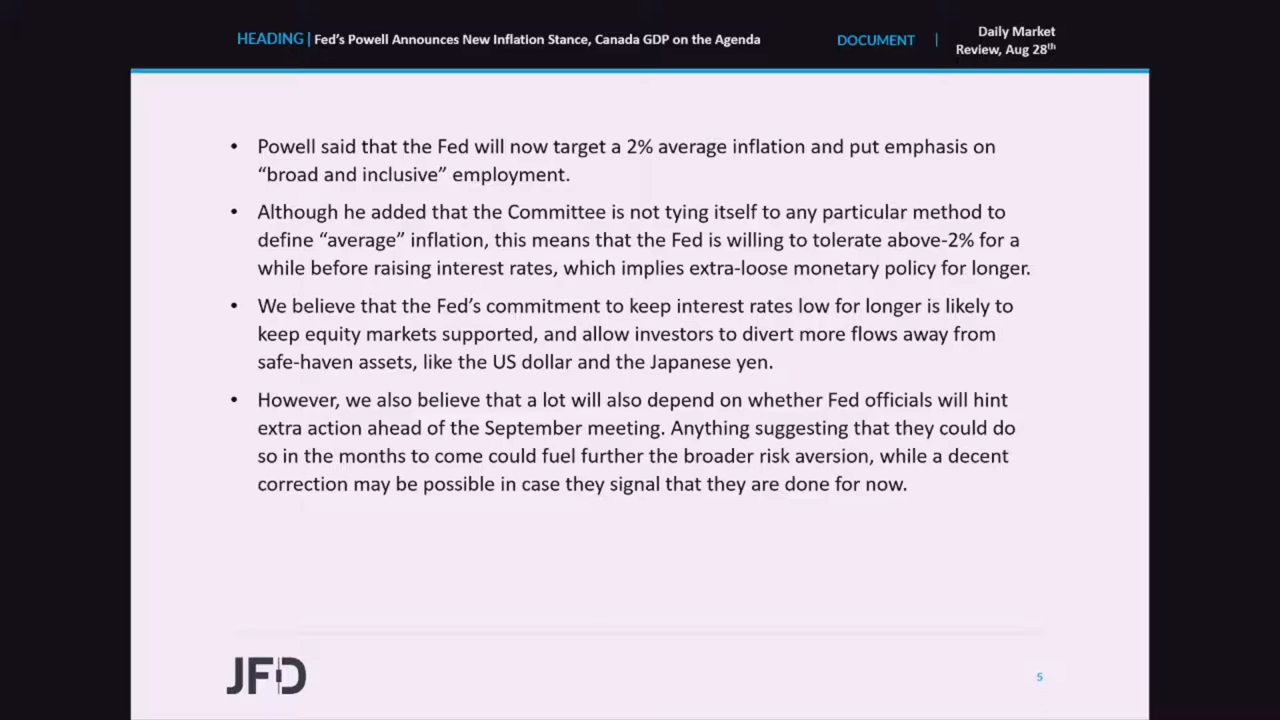 HEADING | Fed's Powell Announces New Inflation Stance, Canada GDP on the Agenda
DOCUMENT |
Daily Market
Review, Aug 28th
• Powell said that the Fed will now target a 2% average inflation and put emphasis on
“broad and inclusive” employment.
• Although he added that the Committee is not tying itself to any particular method to
define “average” inflation, this means that the Fed is willing to tolerate above-2% for a
while before raising interest rates, which implies extra-loose monetary policy for longer.
• We believe that the Fed's commitment to keep interest rates low for longer is likely to
keep equity markets supported, and allow investors to divert more flows away from
safe-haven assets, like the US dollar and the Japanese yen.
• However, we also believe that a lot will also depend on whether Fed officials will hint
extra action ahead of the September meeting. Anything suggesting that they could do
so in the months to come could fuel further the broader risk aversion, while a decent
correction may be possible in case they signal that they are done for now.
JFD
5